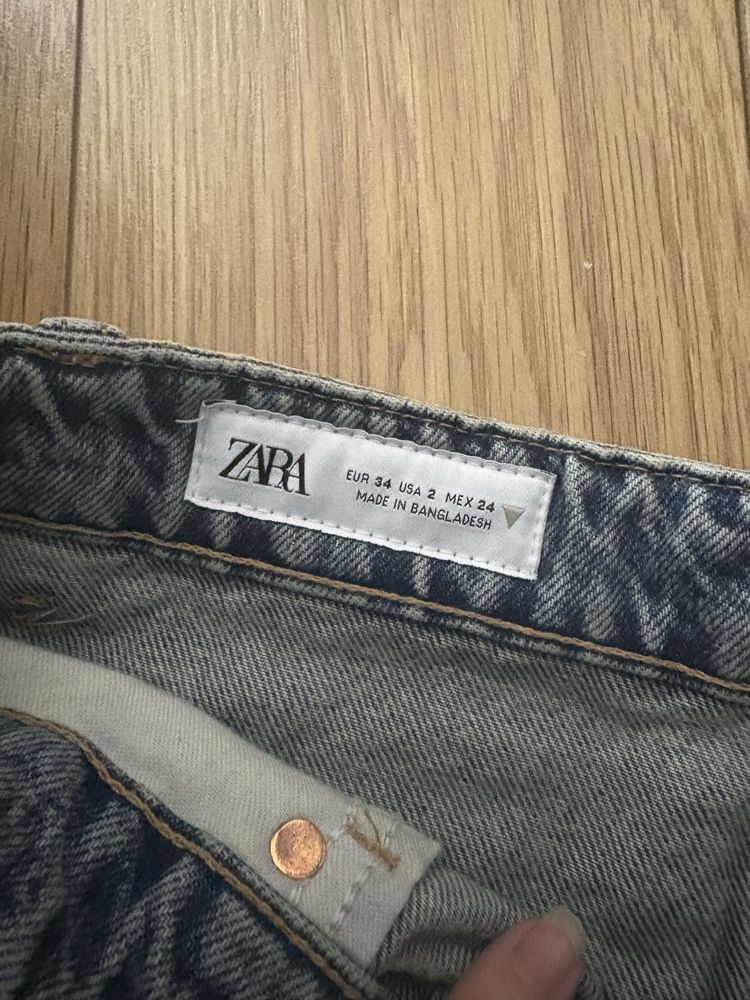 ZARA
EUR 34 USA 2 MEX 24
MADE IN BANGLADESH